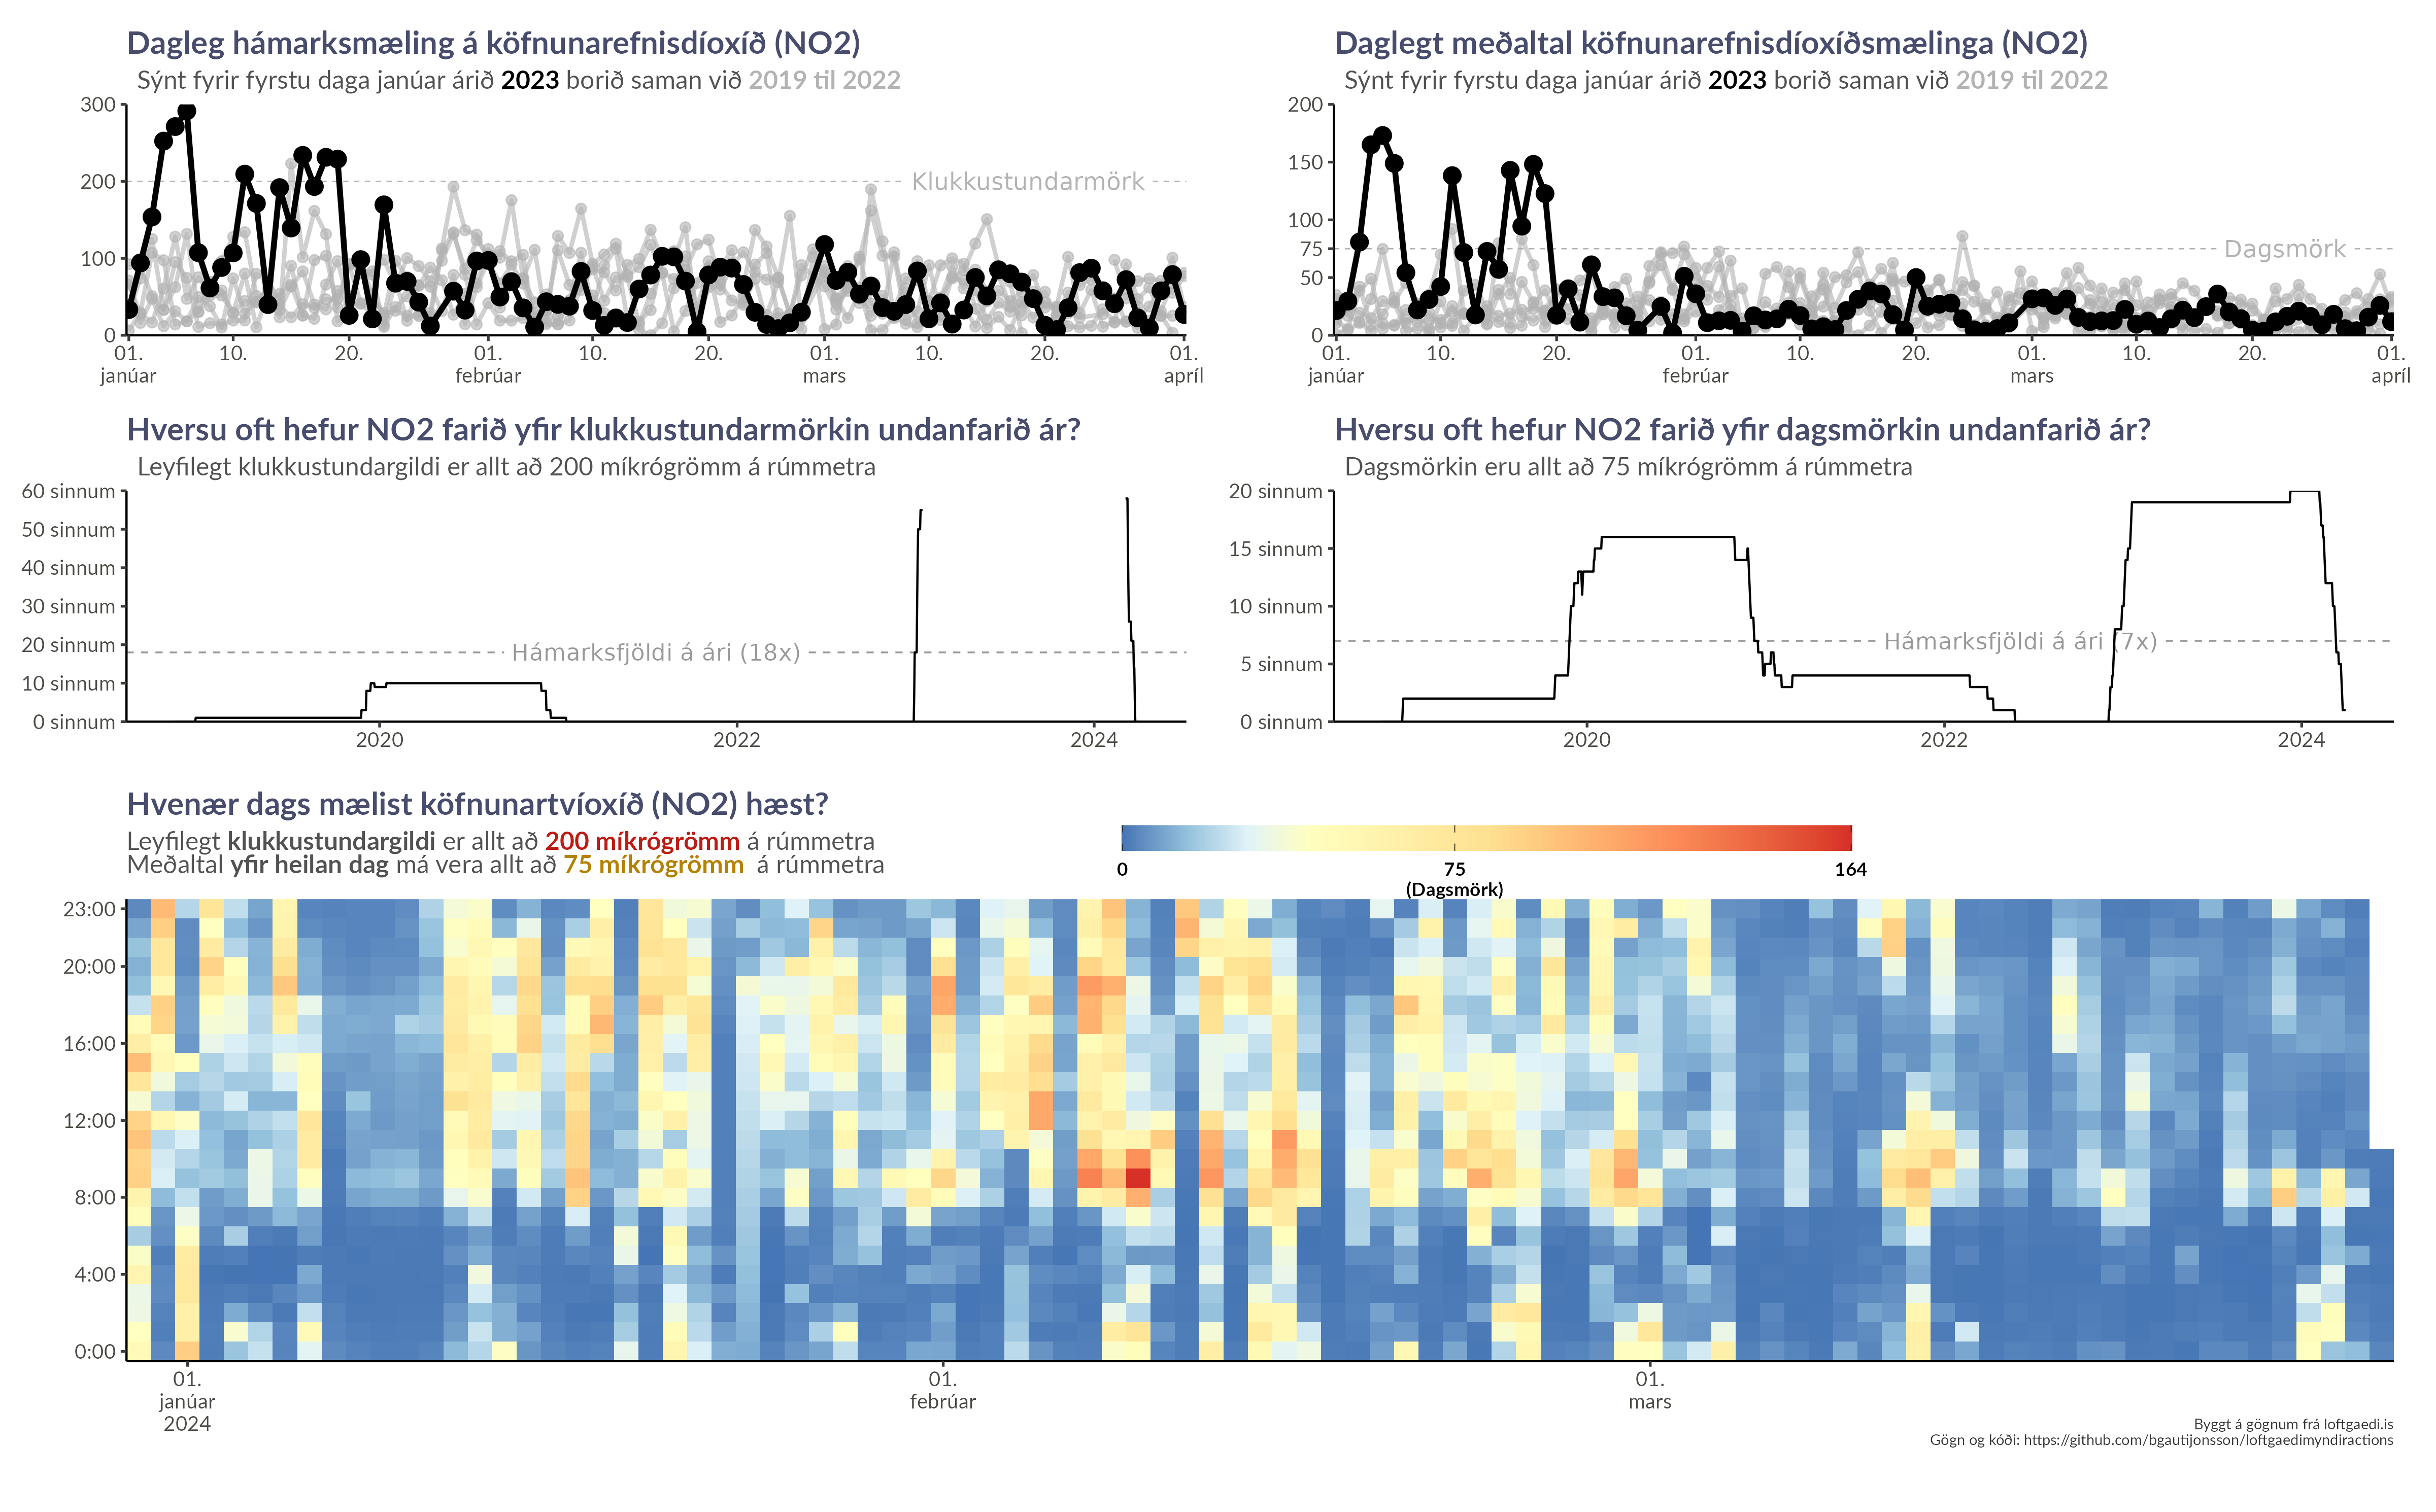 Dagleg hámarksmæling á köfnunarefnisdíoxíð (NO2)
Sýnt fyrir fyrstu daga janúar árið 2023 borið saman við 2019 til 2022
300
200
100
0
Klukkustundarmörk
01. 10. 20. 01. 10. 20. 01. 10. 20. 01.
janúar febrúar mars apríl
Daglegt meðaltal köfnunarefnisdíoxíðsmælinga (NO2)
Sýnt fyrir fyrstu daga janúar árið 2023 borið saman við 2019 til 2022
200
150
100
75
50
0
Dagsmörk
01. 10. 20. 01. 10. 20. 01. 10. 20. 01.
janúar febrúar mars apríl
Hversu oft hefur NO2 farið yfir klukkustundarmörkin undanfarið ár?
Leyfilegt klukkustundargildi er allt að 200 míkrógrömm á rúmmetra
60 sinnum
50 sinnum
40 sinnum
30 sinnum
20 sinnum
10 sinnum
0 sinnum
Hámarksfjöldi á ári (18x)
2020 2022 2024
Hversu oft hefur NO2 farið yfir dagsmörkin undanfarið ár?
Dagsmörkin eru allt að 75 míkrógrömm á rúmmetra
20 sinnum
15 sinnum
10 sinnum
5 sinnum
0 sinnum
Hámarksfjöldi á ári (7x)
2020 2022 2024
Hvenær dags mælist köfnunartvíoxíð (NO2) hæst?
Leyfilegt klukkustundargildi er allt að 200 míkrógrömm á rúmmetra
Meðaltal yfir heilan dag má vera allt að 75 míkrógrömm á rúmmetra
0 75 164
(Dagsmörk)
23:00
20:00
16:00
12:00
8:00
4:00
0:00
01. 01. 01.
janúar febrúar mars
2024
Byggt á gögnum frá loftgaedi.is
Gögn og kóði: https://github.com/bgautijonsson/loftgaedimyndiractions